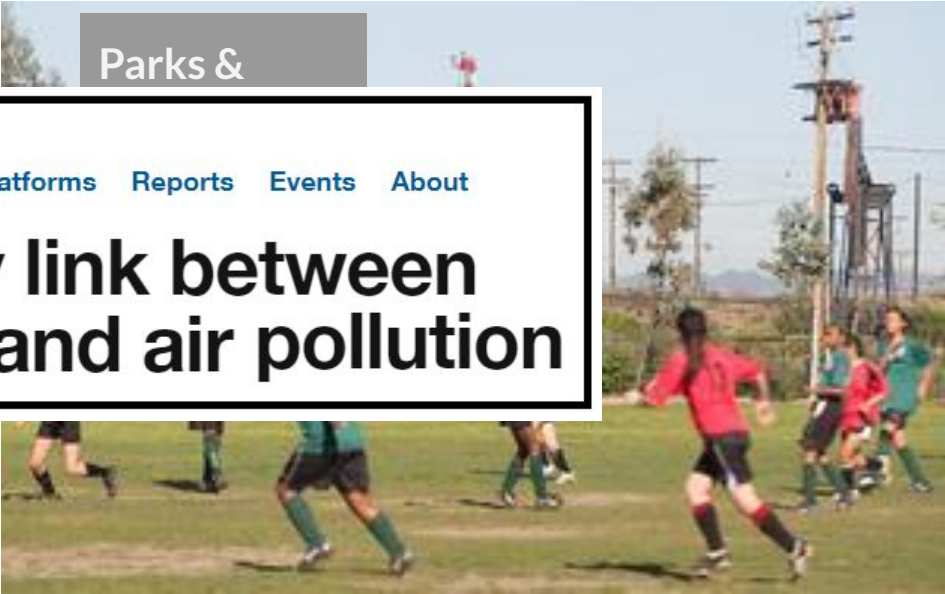 Parks &
atforms Reports Events About
link between
and air pollution